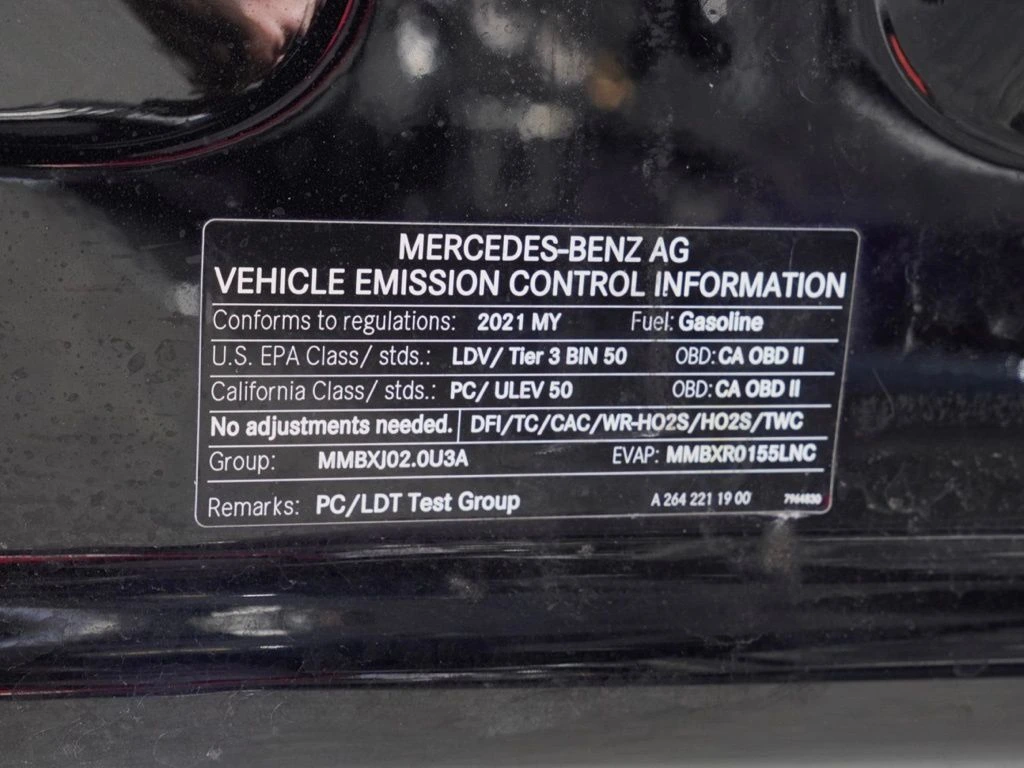 MERCEDES-BENZ AG
VEHICLE EMISSION CONTROL INFORMATION
Conforms to regulations: 2021 MY Fuel: Gasoline
U.S. EPA Class/ stds.: LDV/ Tier 3 BIN 50 OBD: CA OBD II
California Class/ stds.: PC/ ULEV 50 OBD: CA OBD II
No adjustments needed. DFI/TC/CAC/WR-HO2S/HO2S/TWC
Group: MMBXJ02.0U3A EVAP: MMBXR0155LNC
Remarks: PC/LDT Test Group A 264 221 19 00